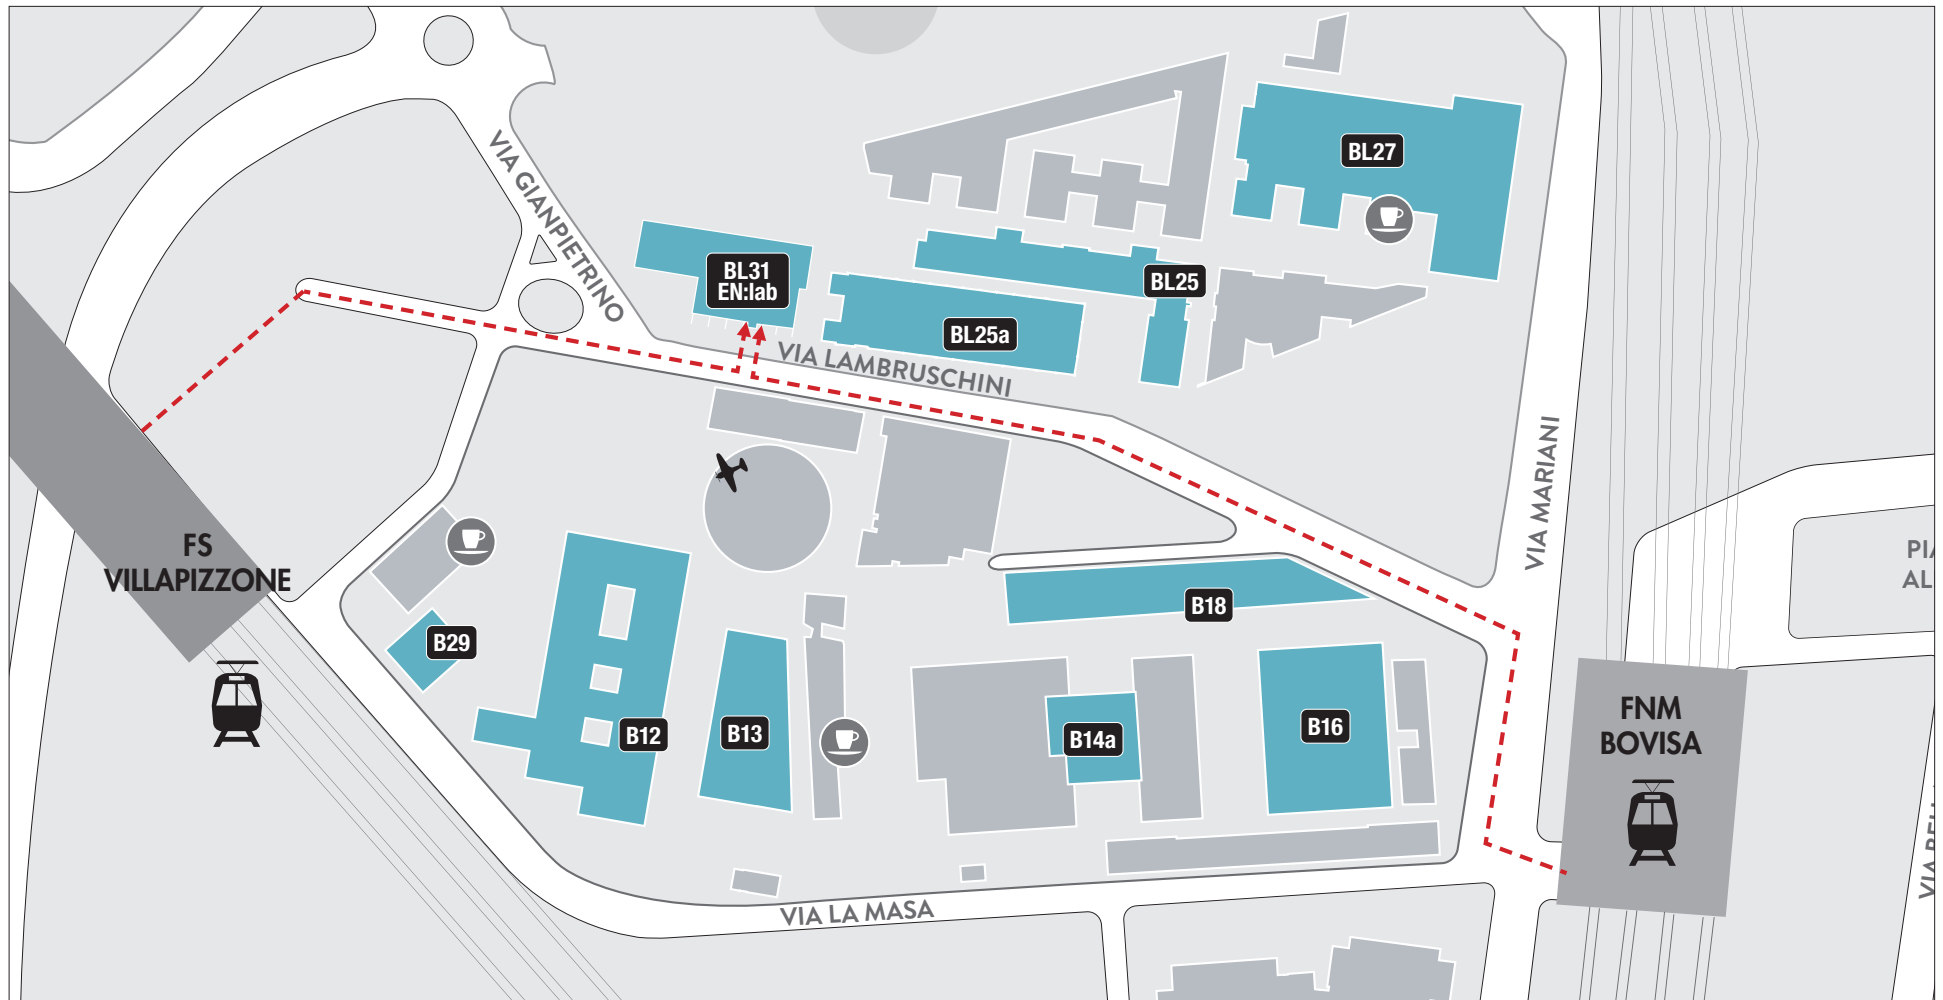 VIA GIANPIETRINO
BL27
BL31
EN:lab
BL25
BL25a
VIA LAMBRUSCHINI
VIA MARIANI
FS
VILLAPIZZONE
B18
B29
B12
B13
B14a
B16
FNM
BOVISA
VIA LA MASA